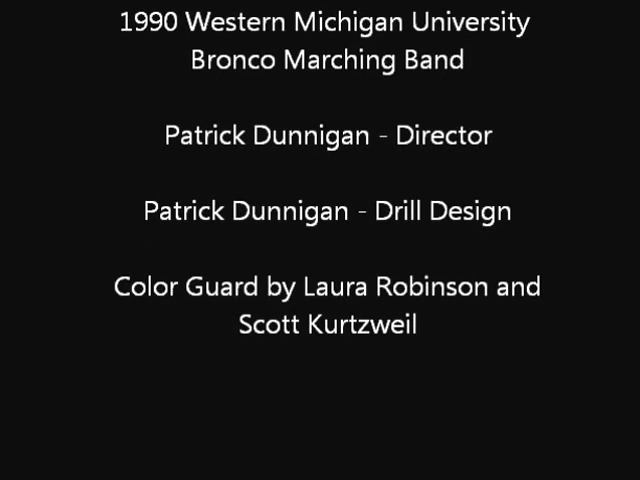 1990 Western Michigan University
Bronco Marching Band
Patrick Dunnigan - Director
Patrick Dunnigan - Drill Design
Color Guard by Laura Robinson and
Scott Kurtzweil